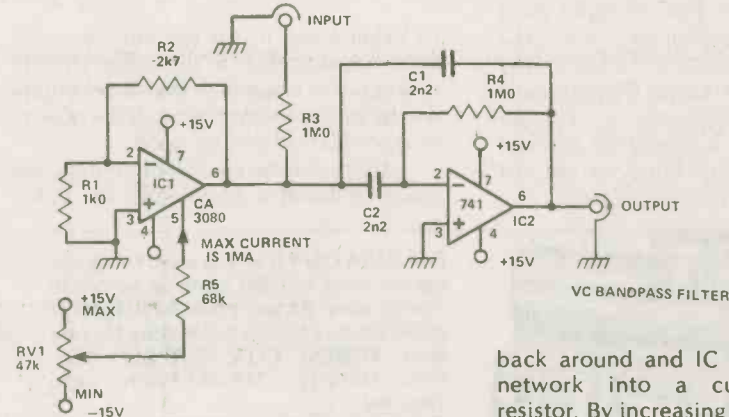 INPUT
R2
2k7
+15V
2
7
IC1
6
3
5
4
CA
3080
R1
1k0
R3
1M0
MAX CURRENT
IS 1MA
R5
68k
+15V
MAX
RV1
47k
MIN
-15V
C1
2n2
R4
1M0
C2
2n2
+15V
2
7
741
6
3
4
IC2
+15V
OUTPUT
VC BANDPASS FILTER
back around and IC
network into a cu
resistor. By increasing